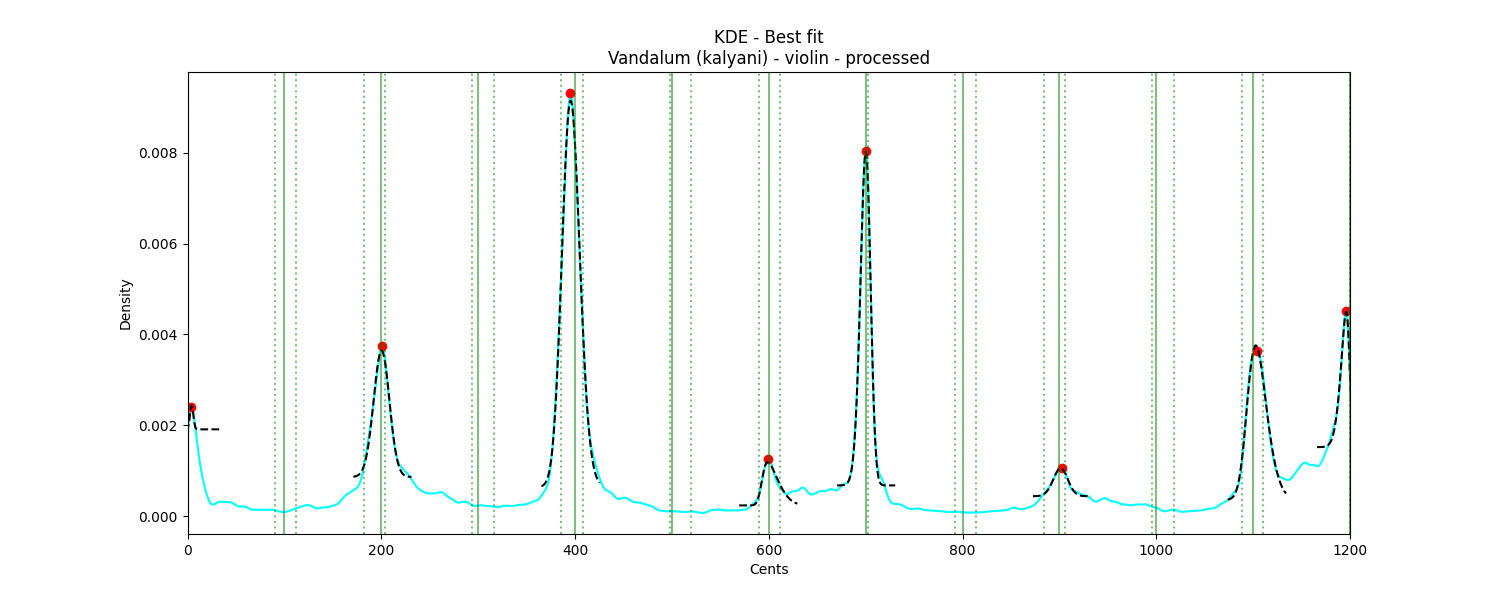 KDE - Best fit
Vandalum (kalyani) - violin - processed
Density
0.008
0.006
0.004
0.002
0.000
0 200 400 600 800 1000 1200
Cents